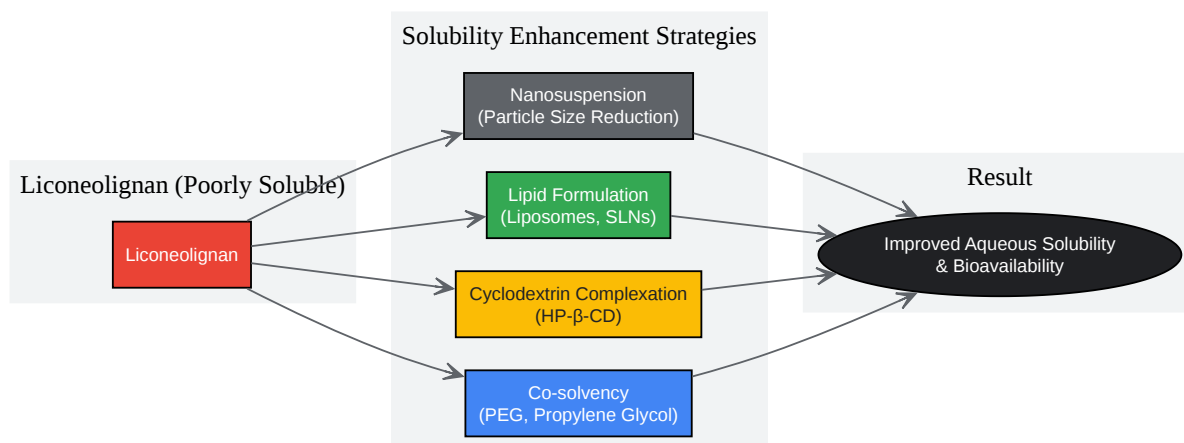 Solubility Enhancement Strategies
Nanosuspension
(Particle Size Reduction)
Liconeolignan (Poorly Soluble)
Liconeolignan
Lipid Formulation
(Liposomes, SLNs)
Cyclodextrin Complexation
(HP-β-CD)
Co-solvency
(PEG, Propylene Glycol)
Result
Improved Aqueous Solubility
& Bioavailability